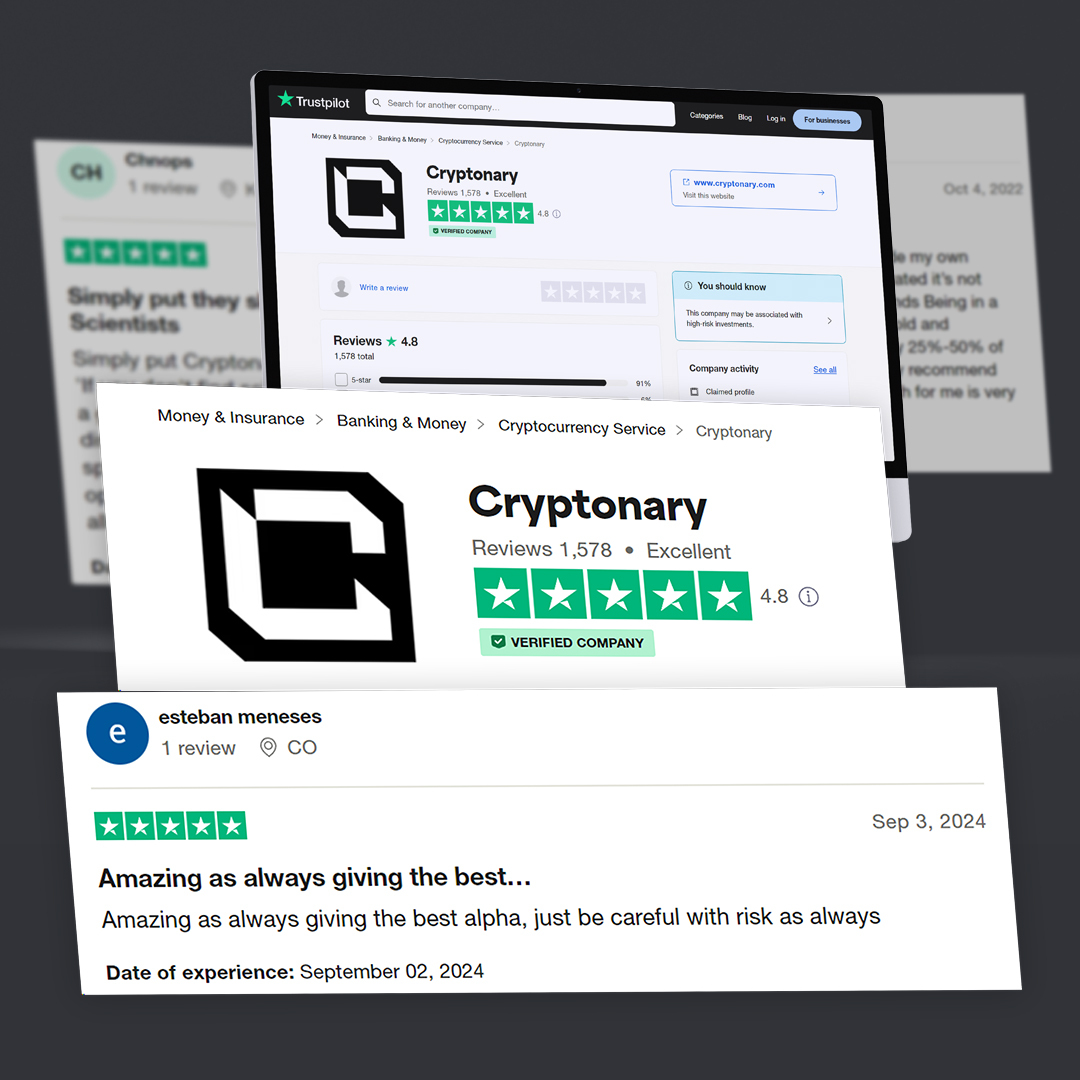 Trustpilot
Search for another company...
Categories
Blog
Log in
For businesses
Money & Insurance > Banking & Money > Cryptocurrency Service > Cryptonary
Cryptonary
Reviews 1,578 • Excellent
4.8
VERIFIED COMPANY
www.cryptonary.com
Visit this website
Write a review
You should know
This company may be associated with
high-risk investments.
Reviews ★ 4.8
1,578 total
5-star
91%
Company activity
See all
Claimed profile
CH
Chnops
1 review
Simply put they
Scientists
Simply put
Oct 4, 2022
my own
it's not
Being in a
and
25%-50% of
recommend
for me is very
Money & Insurance > Banking & Money > Cryptocurrency Service > Cryptonary
Cryptonary
Reviews 1,578 • Excellent
4.8
VERIFIED COMPANY
e
esteban meneses
1 review
CO
Sep 3, 2024
Amazing as always giving the best...
Amazing as always giving the best alpha, just be careful with risk as always
Date of experience: September 02, 2024